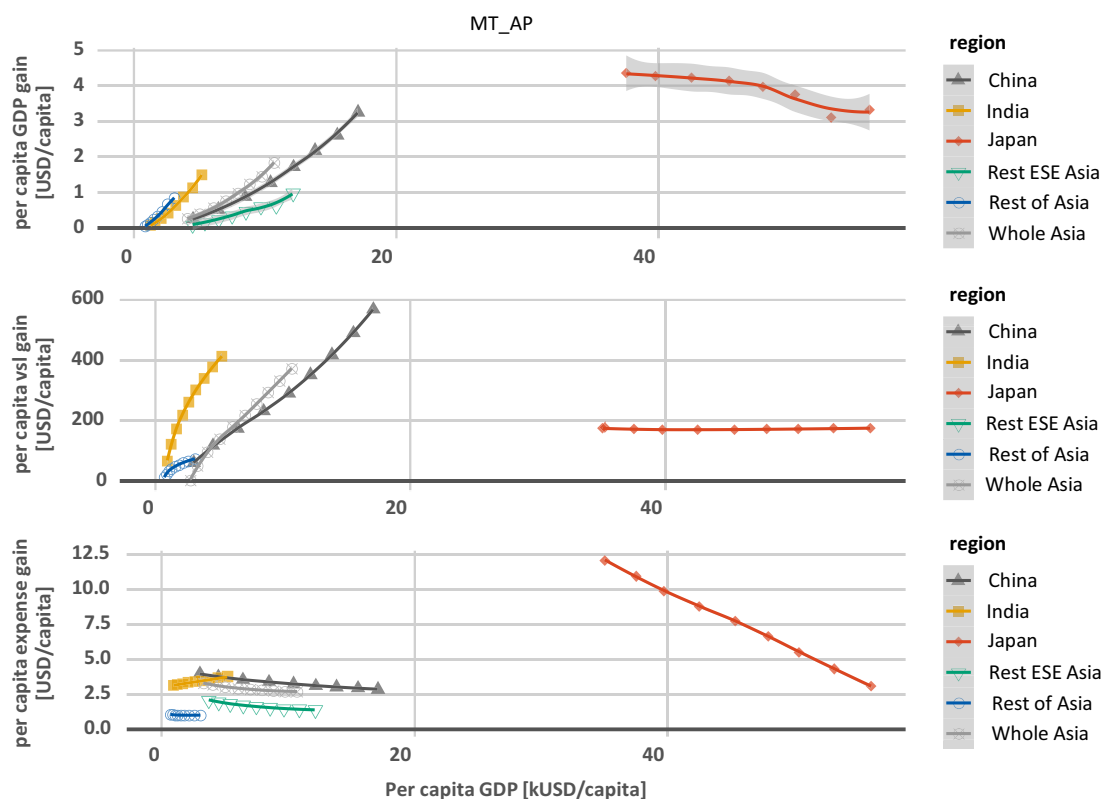 MT_AP
per capita GDP gain
[USD/capita]
5
4
3
2
1
0
0
20
40
region
China
India
Japan
Rest ESE Asia
Rest of Asia
Whole Asia
per capita vsl gain
[USD/capita]
600
400
200
0
0
20
40
region
China
India
Japan
Rest ESE Asia
Rest of Asia
Whole Asia
per capita expense gain
[USD/capita]
12.5
10.0
7.5
5.0
2.5
0.0
0
20
40
region
China
India
Japan
Rest ESE Asia
Rest of Asia
Whole Asia
Per capita GDP [kUSD/capita]